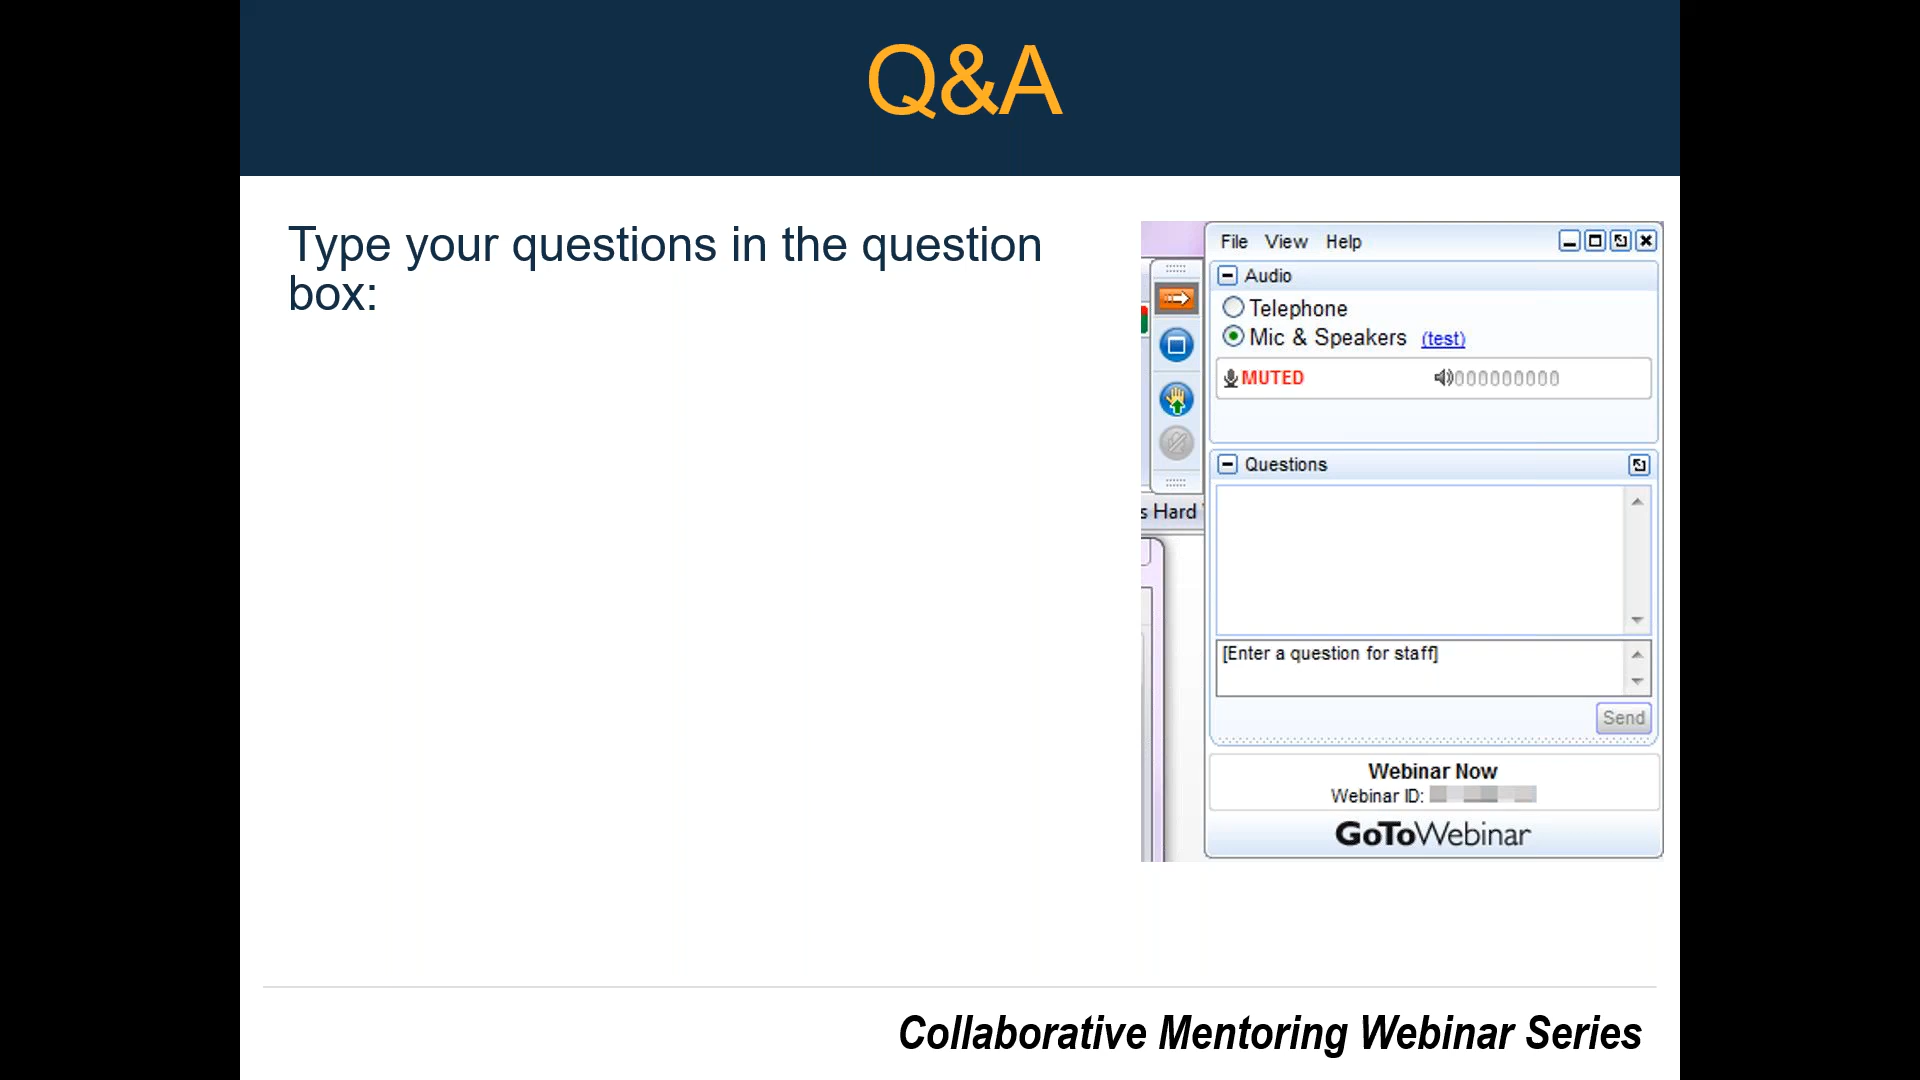 Q&A
Type your questions in the question
box:
File View Help
Audio
Telephone
Mic & Speakers (test)
MUTED
Questions
s Hard
[Enter a question for staff]
Send
Webinar Now
Webinar ID:
GoToWebinar
Collaborative Mentoring Webinar Series